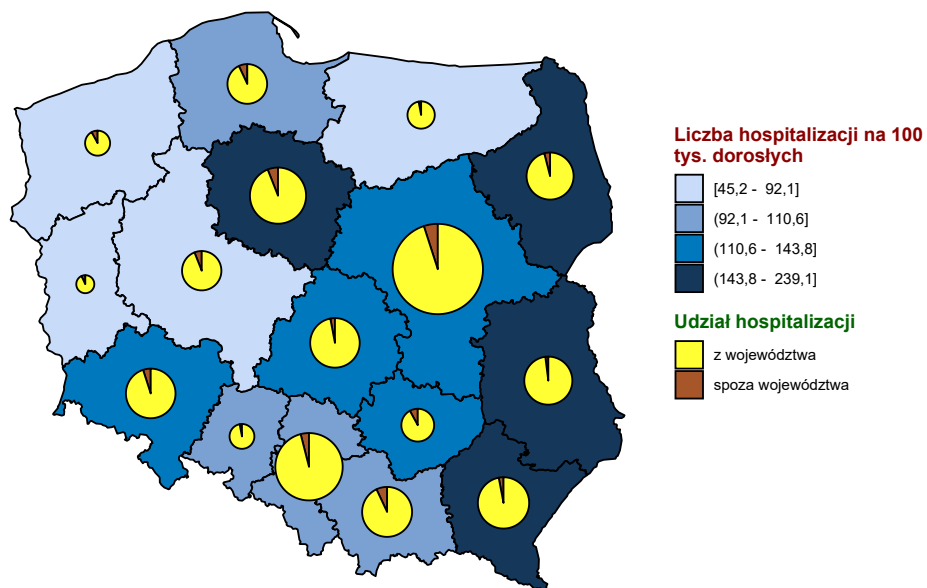 Liczba hospitalizacji na 100
tys. dorosłych
[45,2 - 92,1]
(92,1 - 110,6]
(110,6 - 143,8]
(143,8 - 239,1]
Udział hospitalizacji
z województwa
spoza województwa